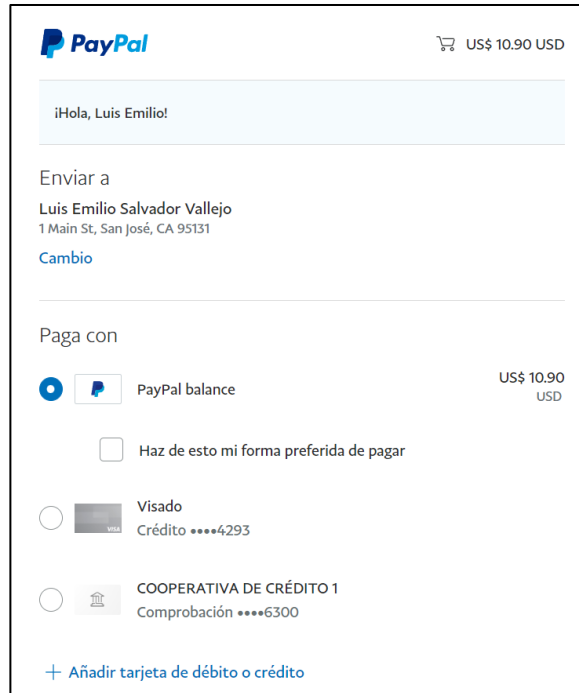 PayPal
US$ 10.90 USD
¡Hola, Luis Emilio!
Enviar a
Luis Emilio Salvador Vallejo
1 Main St, San José, CA 95131
Cambio
Paga con
PayPal balance
US$ 10.90
USD
Haz de esto mi forma preferida de pagar
Visado
VISA
Crédito ••••4293
COOPERATIVA DE CRÉDITO 1
Comprobación ••••6300
+ Añadir tarjeta de débito o crédito